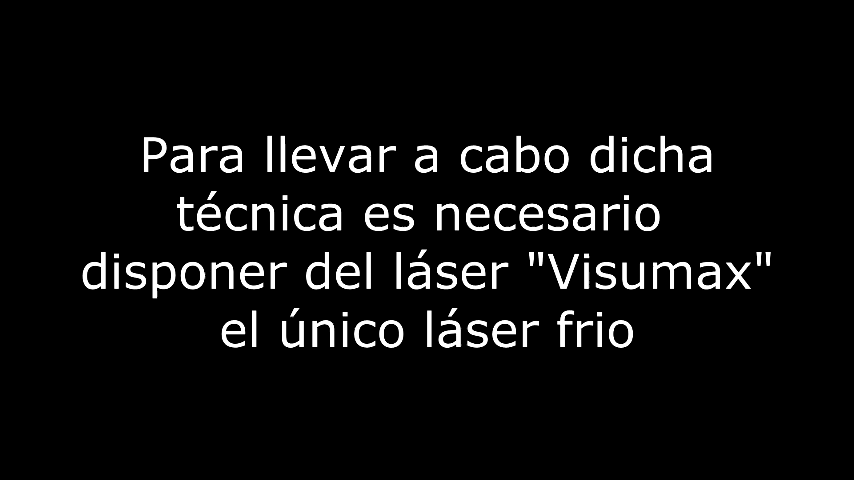 Para llevar a cabo dicha
técnica es necesario
disponer del láser "Visumax"
el único láser frio